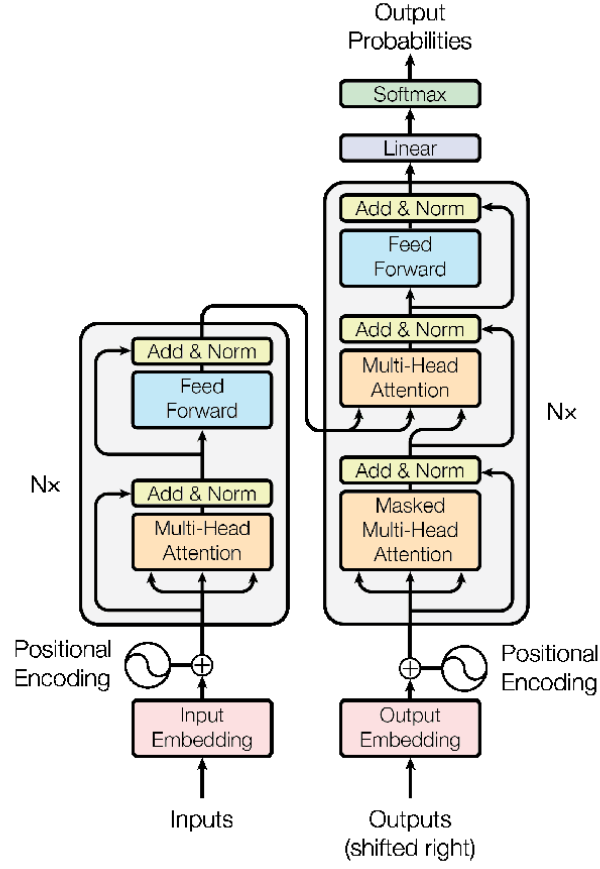 Output
Probabilities
Softmax
Linear
Add & Norm
Feed
Forward
Add & Norm
Multi-Head
Attention
Add & Norm
Masked
Multi-Head
Attention
Nx
Add & Norm
Feed
Forward
Add & Norm
Multi-Head
Attention
Nx
Positional
Encoding
Positional
Encoding
Input
Embedding
Output
Embedding
Inputs
Outputs
(shifted right)